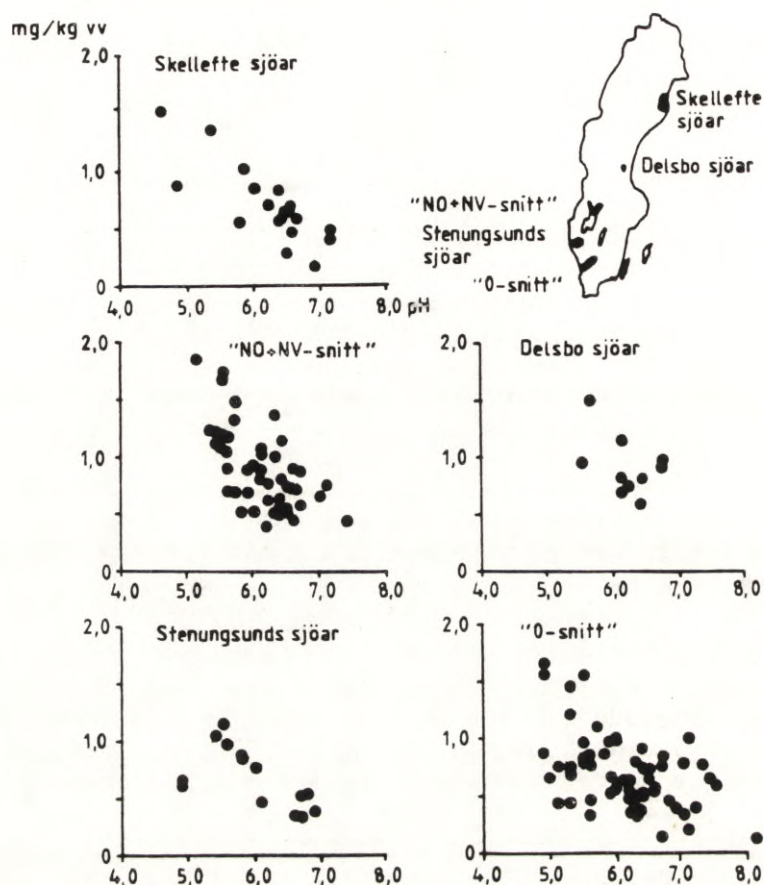 mg/kg vv
2,0
Skellefte sjöar
1,0
0
4,0 5,0 6,0 7,0 8,0
pH
Skellefte
sjöar
Delsbo sjöar
"NO+NV-snitt"
Stenungsunds
sjöar
"O-snitt"
2,0
"NO+NV-snitt"
1,0
0
4,0 5,0 6,0 7,0 8,0
2,0
Delsbo sjöar
1,0
0
4,0 5,0 6,0 7,0 8,0
2,0
Stenungsunds sjöar
1,0
0
4,0 5,0 6,0 7,0 8,0
2,0
"O-snitt"
1,0
0
4,0 5,0 6,0 7,0 8,0